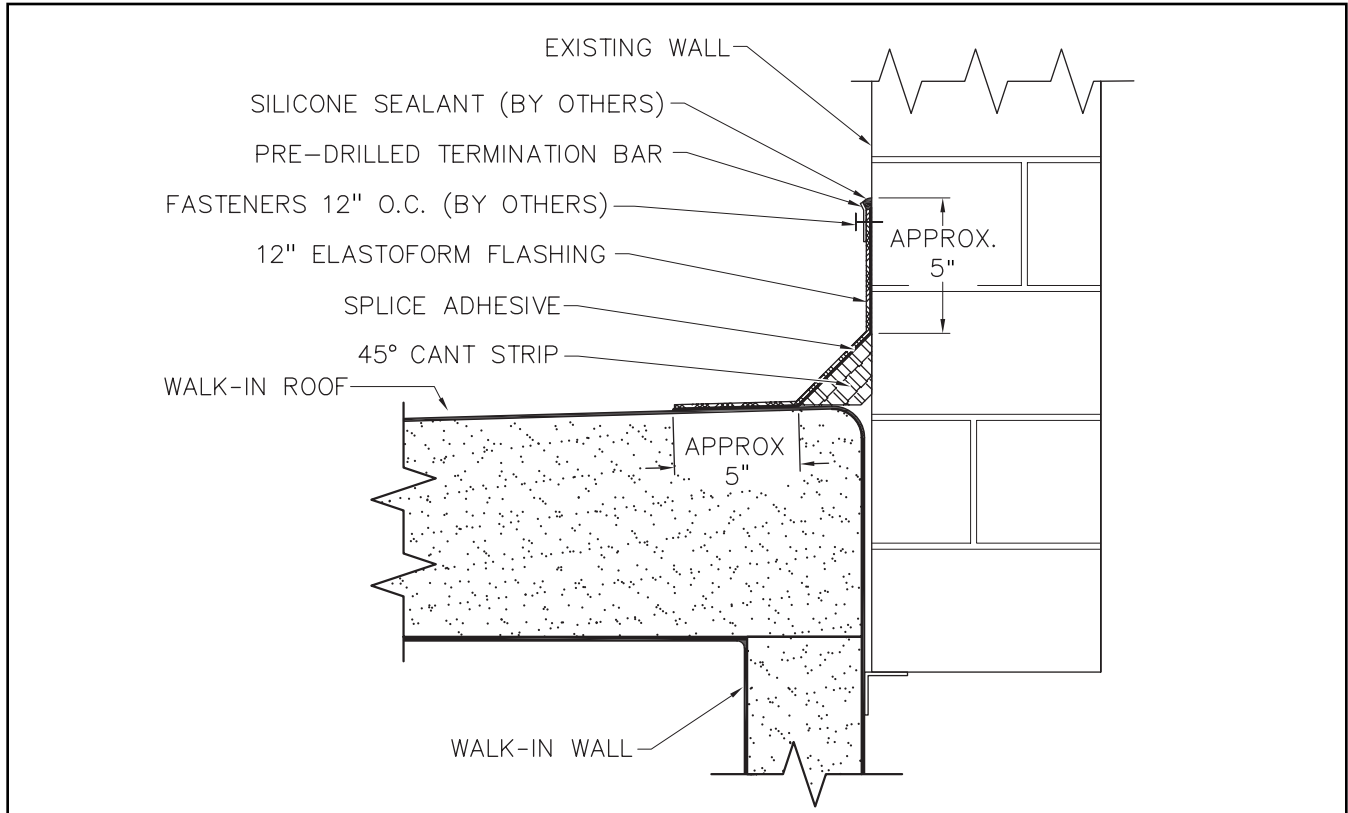 EXISTING WALL
SILICONE SEALANT (BY OTHERS)
PRE-DRILLED TERMINATION BAR
FASTENERS 12" O.C. (BY OTHERS)
12" ELASTOFORM FLASHING
SPLICE ADHESIVE
45° CANT STRIP
WALK-IN ROOF
APPROX.
5"
APPROX
5"
WALK-IN WALL